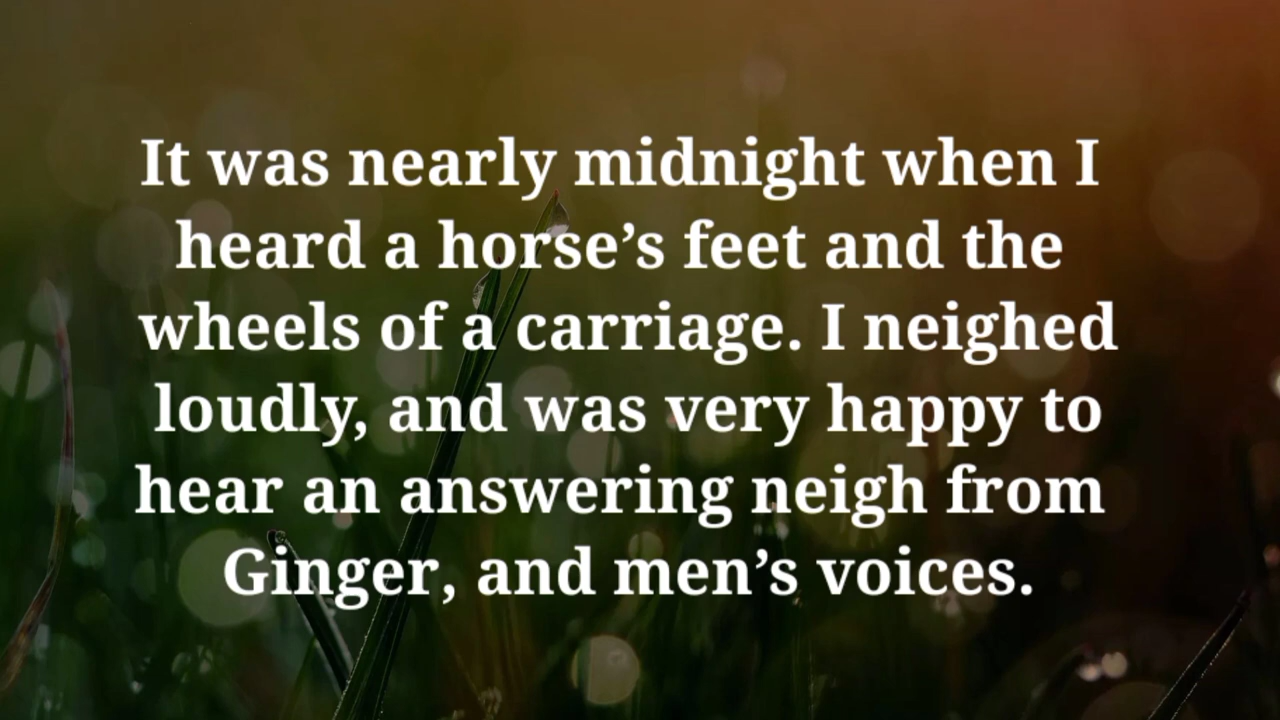 It was nearly midnight when I
heard a horse’s feet and the
wheels of a carriage. I neighed
loudly, and was very happy to
hear an answering neigh from
Ginger, and men’s voices.